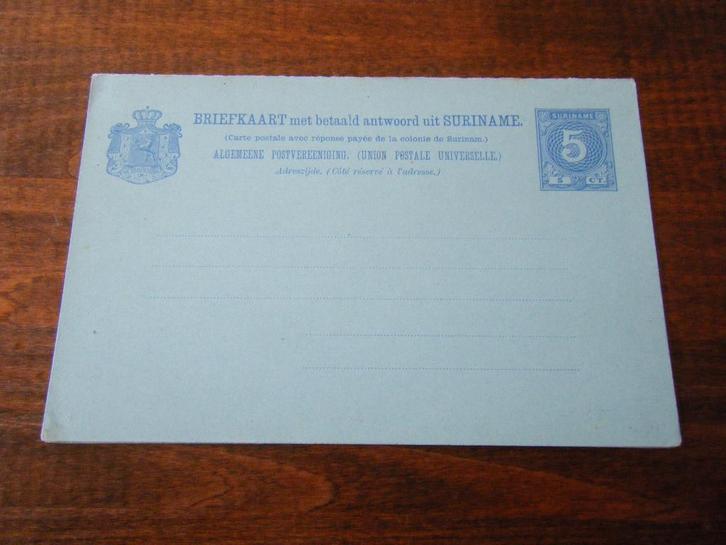 BRIEFKAART met betaald antwoord uit SURINAME.
(Carte postale avec réponse payée de la colonie de Surinam.)
ALGEMEENE POSTVEREENIGING. (UNION POSTALE UNIVERSELLE.)
Adreszijde. (Côté réservé à l'adresse.)
SURINAME
5
5 CT.